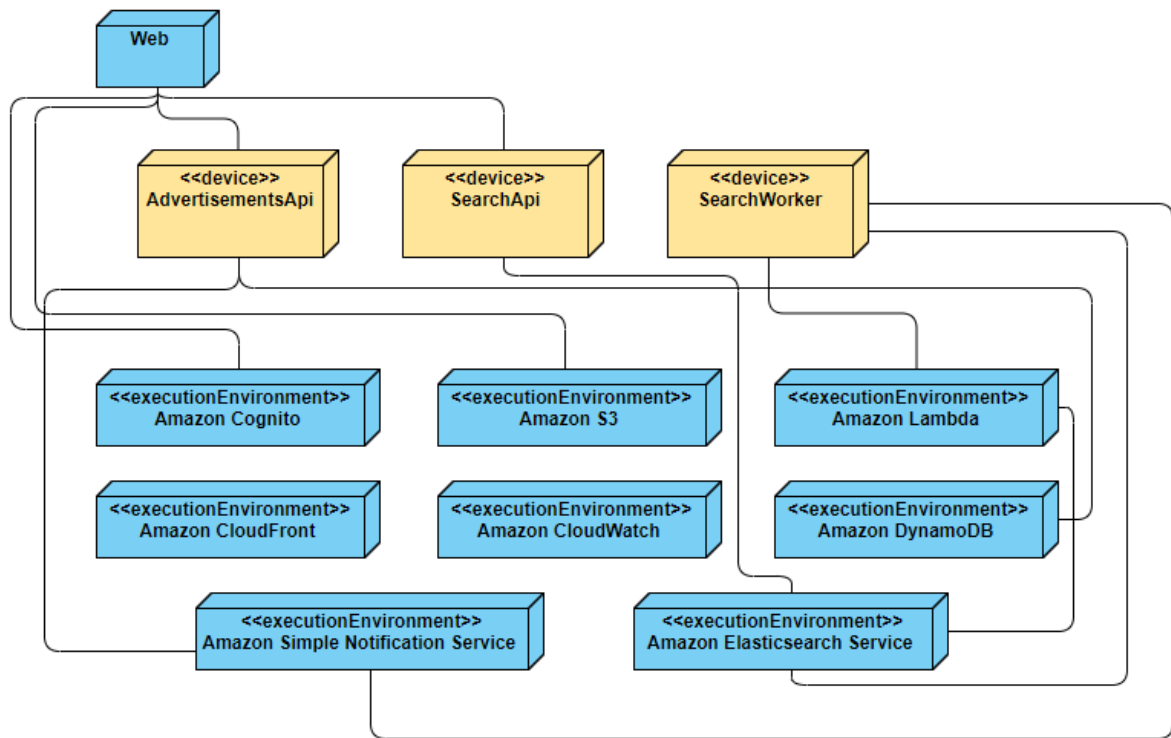 Web
<<device>>
AdvertisementsApi
<<device>>
SearchApi
<<device>>
SearchWorker
<<executionEnvironment>>
Amazon Cognito
<<executionEnvironment>>
Amazon S3
<<executionEnvironment>>
Amazon Lambda
<<executionEnvironment>>
Amazon CloudFront
<<executionEnvironment>>
Amazon CloudWatch
<<executionEnvironment>>
Amazon DynamoDB
<<executionEnvironment>>
Amazon Simple Notification Service
<<executionEnvironment>>
Amazon Elasticsearch Service